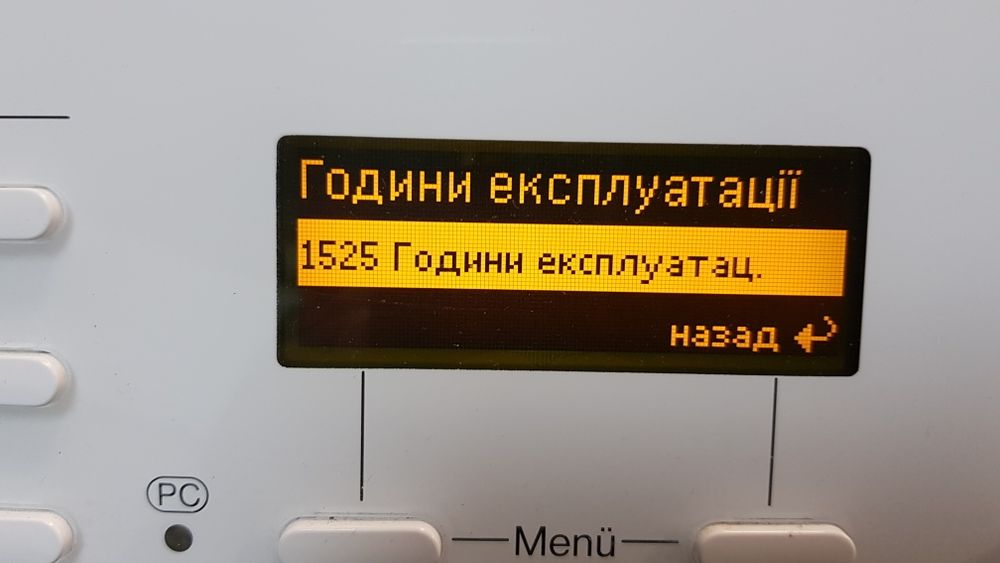 Години експлуатації
1525 Години експлуатац.
назад
PC
Menü